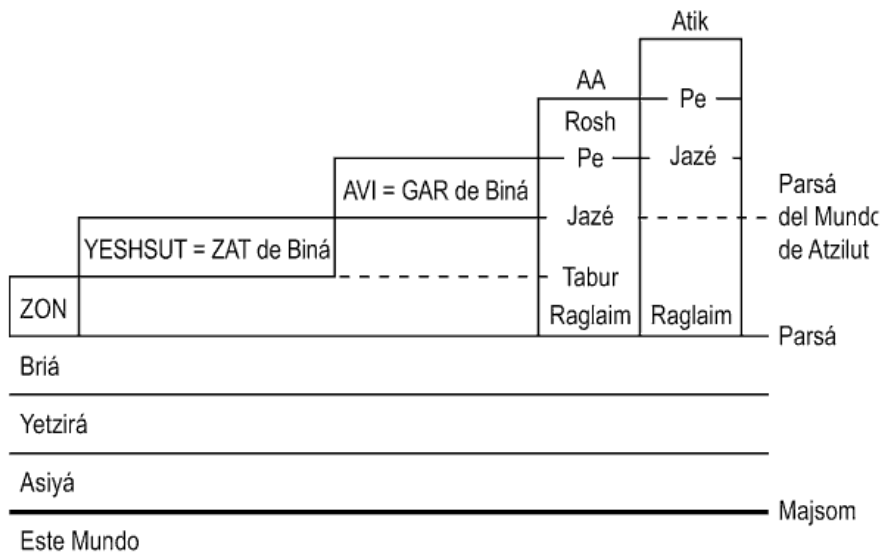 Atik
AA
Pe
Rosh
Pe
Jazé
AVI = GAR de Biná
Parsá
Jazé
del Mundo
YESHSUT = ZAT de Biná
de Atzilut
Tabur
ZON
Raglaim
Raglaim
Parsá
Briá
Yetzirá
Asiyá
Majsom
Este Mundo